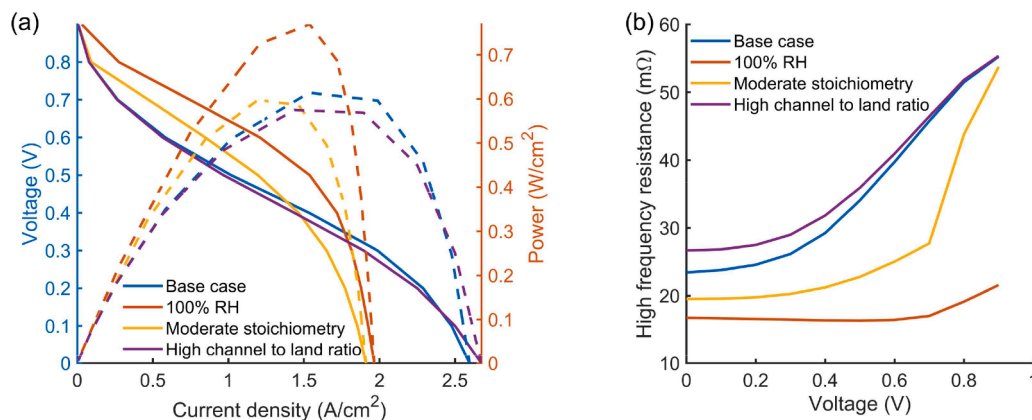 (a)
Voltage (V)
0.8
0.7
0.6
0.5
0.4
0.3
0.2
0.1
0
Base case
100% RH
Moderate stoichiometry
High channel to land ratio
0 0.5 1 1.5 2 2.5
Current density (A/cm²)
0.7
0.6
0.5
0.4
0.3
0.2
0.1
0
Power (W/cm²)
(b)
High frequency resistance (mΩ)
60
50
40
30
20
10
Base case
100% RH
Moderate stoichiometry
High channel to land ratio
0 0.2 0.4 0.6 0.8 1
Voltage (V)